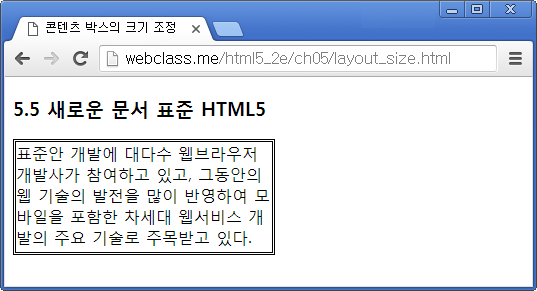 콘텐츠 박스의 크기 조정
webclass.me/html5_2e/ch05/layout_size.html
5.5 새로운 문서 표준 HTML5
표준안 개발에 대다수 웹브라우저
개발사가 참여하고 있고, 그동안의
웹 기술의 발전을 많이 반영하여 모
바일을 포함한 차세대 웹서비스 개
발의 주요 기술로 주목받고 있다.